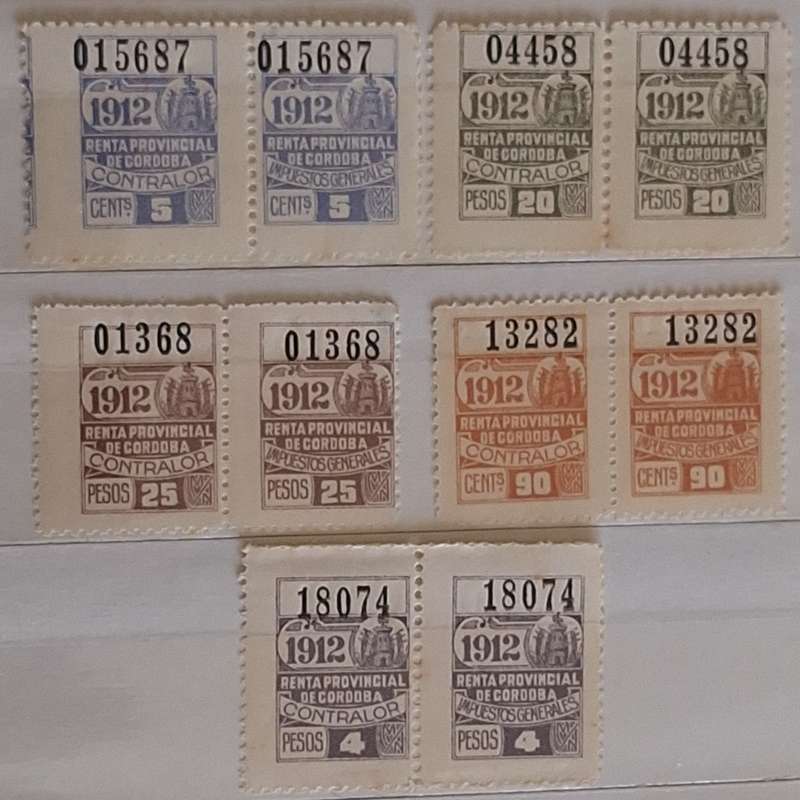 015687
1912
RENTA PROVINCIAL
DE CORDOBA
CONTRALOR
CENTS. 5
015687
1912
RENTA PROVINCIAL
DE CORDOBA
IMPUESTOS GENERALES
CENTS. 5
04458
1912
RENTA PROVINCIAL
DE CORDOBA
CONTRALOR
PESOS 20
04458
1912
RENTA PROVINCIAL
DE CORDOBA
IMPUESTOS GENERALES
PESOS 20
01368
1912
RENTA PROVINCIAL
DE CORDOBA
CONTRALOR
PESOS 25
01368
1912
RENTA PROVINCIAL
DE CORDOBA
IMPUESTOS GENERALES
PESOS 25
13282
1912
RENTA PROVINCIAL
DE CORDOBA
CONTRALOR
CENTS. 90
13282
1912
RENTA PROVINCIAL
DE CORDOBA
IMPUESTOS GENERALES
CENTS. 90
18074
1912
RENTA PROVINCIAL
DE CORDOBA
CONTRALOR
PESOS 4
18074
1912
RENTA PROVINCIAL
DE CORDOBA
IMPUESTOS GENERALES
PESOS 4